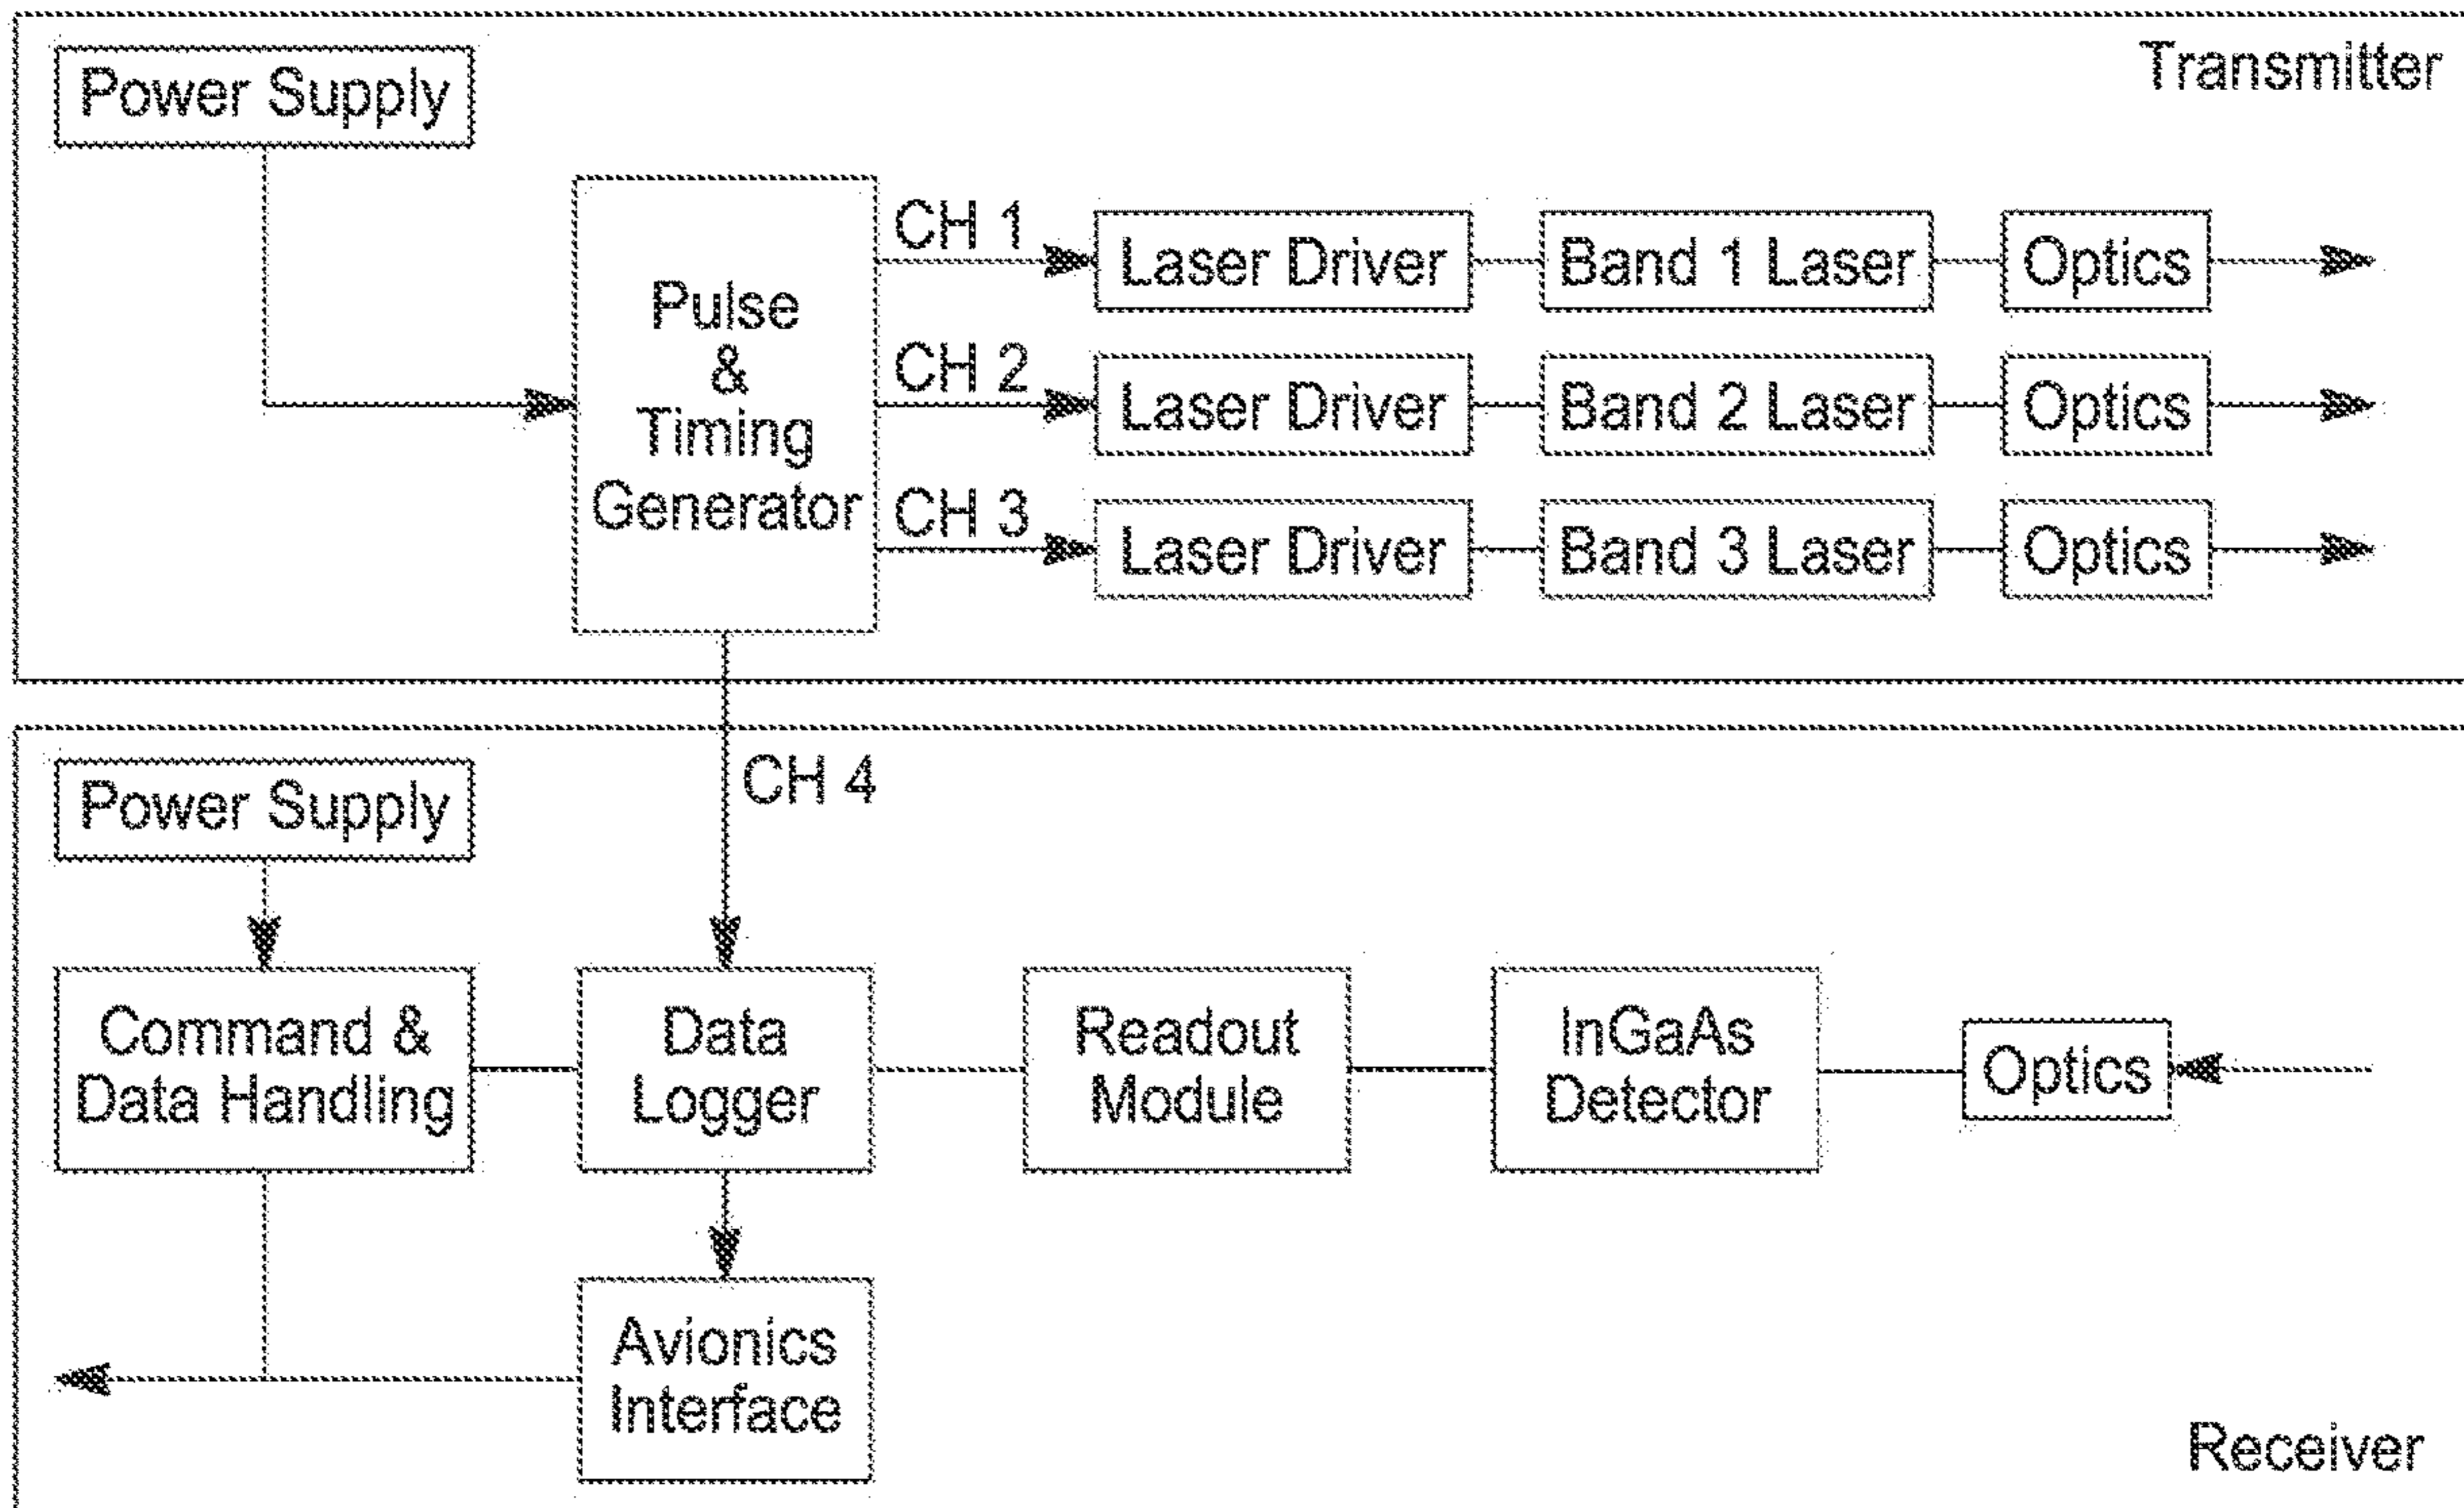 Transmitter
Power Supply
Pulse
&
Timing
Generator
CH 1
Laser Driver
Band 1 Laser
Optics
CH 2
Laser Driver
Band 2 Laser
Optics
CH 3
Laser Driver
Band 3 Laser
Optics
CH 4
Power Supply
Command &
Data Handling
Data
Logger
Readout
Module
InGaAs
Detector
Optics
Avionics
Interface
Receiver